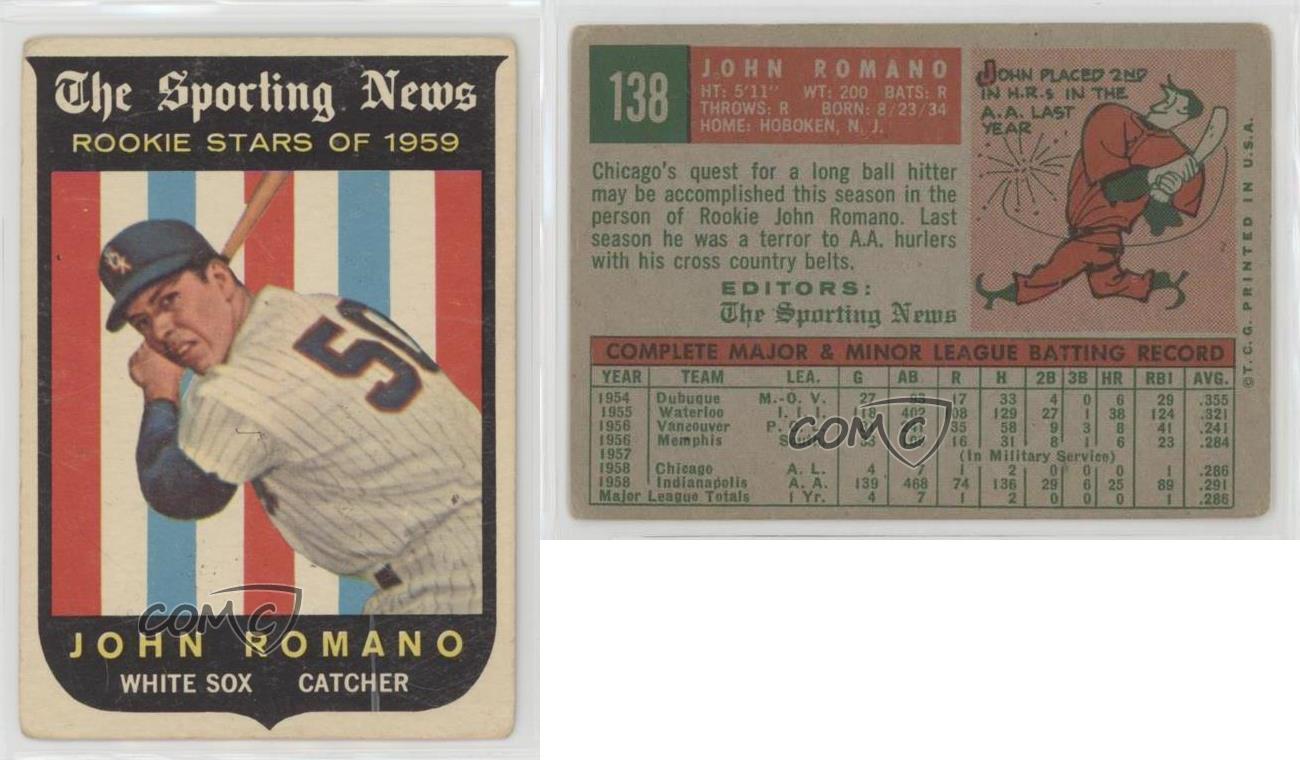 The Sporting News
ROOKIE STARS OF 1959
50
JOHN ROMANO
WHITE SOX CATCHER
COMC
138
JOHN ROMANO
HT: 5'11" WT: 200 BATS: R
THROWS: R BORN: 8/23/34
HOME: HOBOKEN, N. J.
JOHN PLACED 2ND
IN H.R.s IN THE
A.A. LAST
YEAR
Chicago's quest for a long ball hitter
may be accomplished this season in the
person of Rookie John Romano. Last
season he was a terror to A.A. hurlers
with his cross country belts.
EDITORS:
The Sporting News
©T.C.G. PRINTED IN U.S.A.
COMPLETE MAJOR & MINOR LEAGUE BATTING RECORD
YEAR TEAM LEA. G AB R H 2B 3B HR RBI AVG.
1954 Dubuque M.-O. V. 27 93 17 33 4 0 6 29 .355
1955 Waterloo I. I. I. 118 402 108 129 27 1 38 124 .321
1956 Vancouver 35 58 9 3 8 41 .241
1956 Memphis 16 31 8 1 6 23 .284
1957 (In Military Service)
1958 Chicago A. L. 4 7 1 2 0 0 0 1 .286
1958 Indianapolis A. A. 139 468 74 136 29 6 25 89 .291
Major League Totals 1 Yr. 4 7 1 2 0 0 0 1 .286
COMC